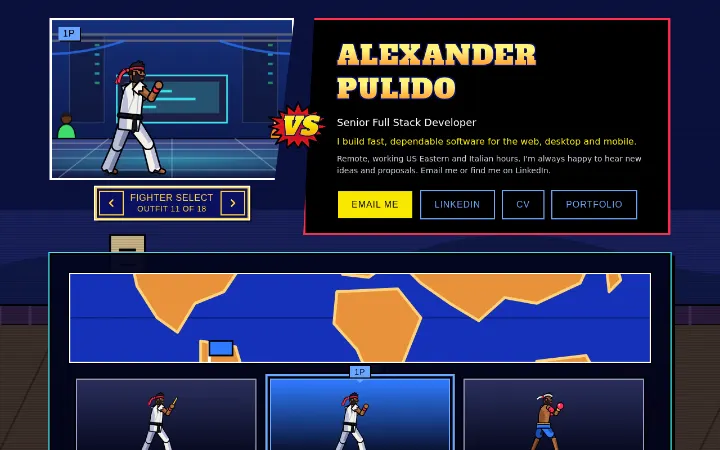 1P
ALEXANDER
PULIDO
Senior Full Stack Developer
I build fast, dependable software for the web, desktop and mobile.
Remote, working US Eastern and Italian hours. I'm always happy to hear new
ideas and proposals. Email me or find me on LinkedIn.
VS
EMAIL ME
LINKEDIN
CV
PORTFOLIO
FIGHTER SELECT
OUTFIT 11 OF 18
1P